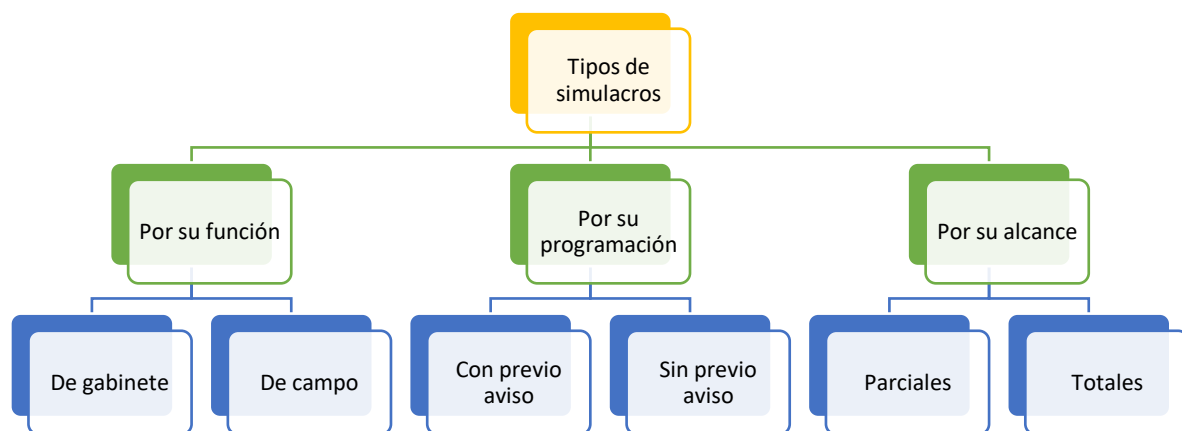 Tipos de
simulacros
Por su función
Por su
programación
Por su alcance
De gabinete
De campo
Con previo
aviso
Sin previo
aviso
Parciales
Totales